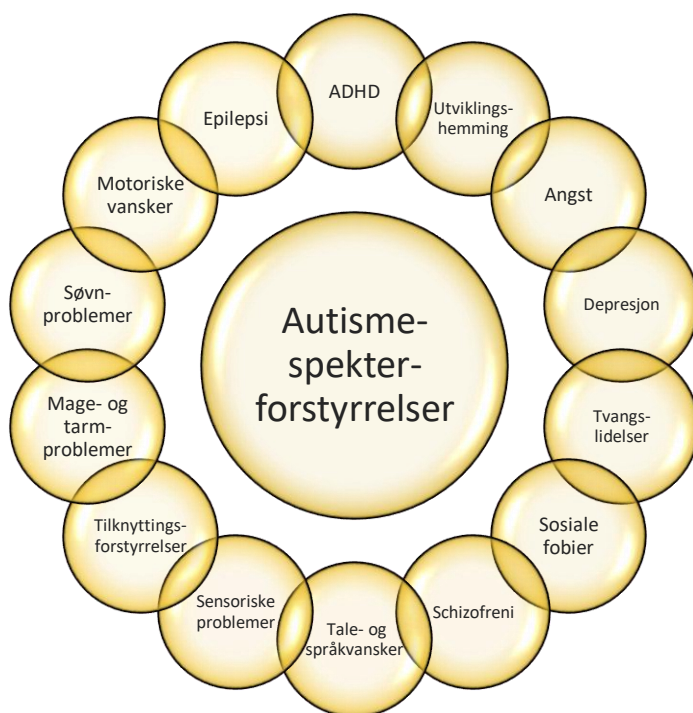 Autisme-
spekter-
forstyrrelser
ADHD
Utviklings-
hemming
Angst
Depresjon
Tvangs-
lidelser
Sosiale
fobier
Schizofreni
Tale- og
språkvansker
Sensoriske
problemer
Tilknyttings-
forstyrrelser
Mage- og
tarm-
problemer
Søvn-
problemer
Motoriske
vansker
Epilepsi